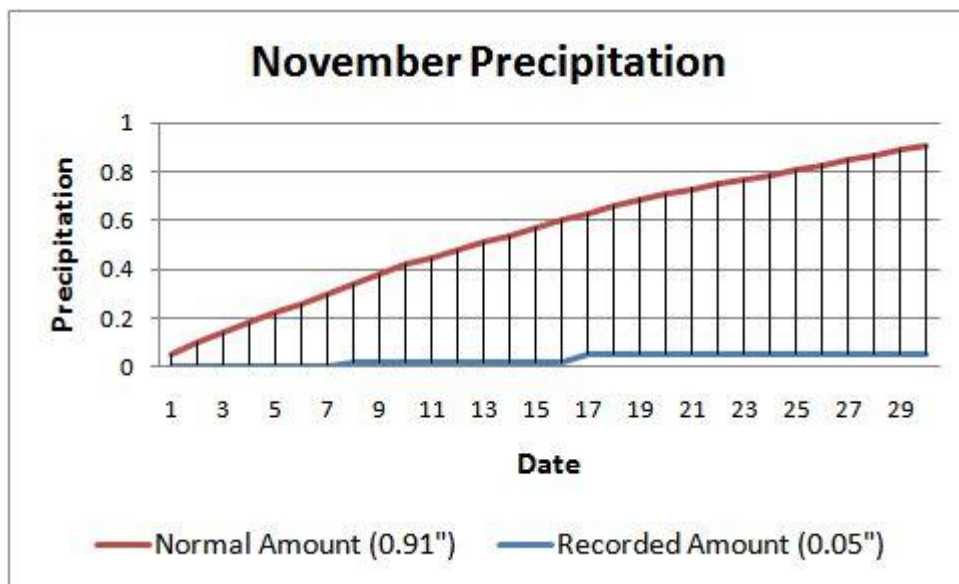 November Precipitation
Precipitation
1
0.8
0.6
0.4
0.2
0
1 3 5 7 9 11 13 15 17 19 21 23 25 27 29
Date
Normal Amount (0.91") Recorded Amount (0.05")